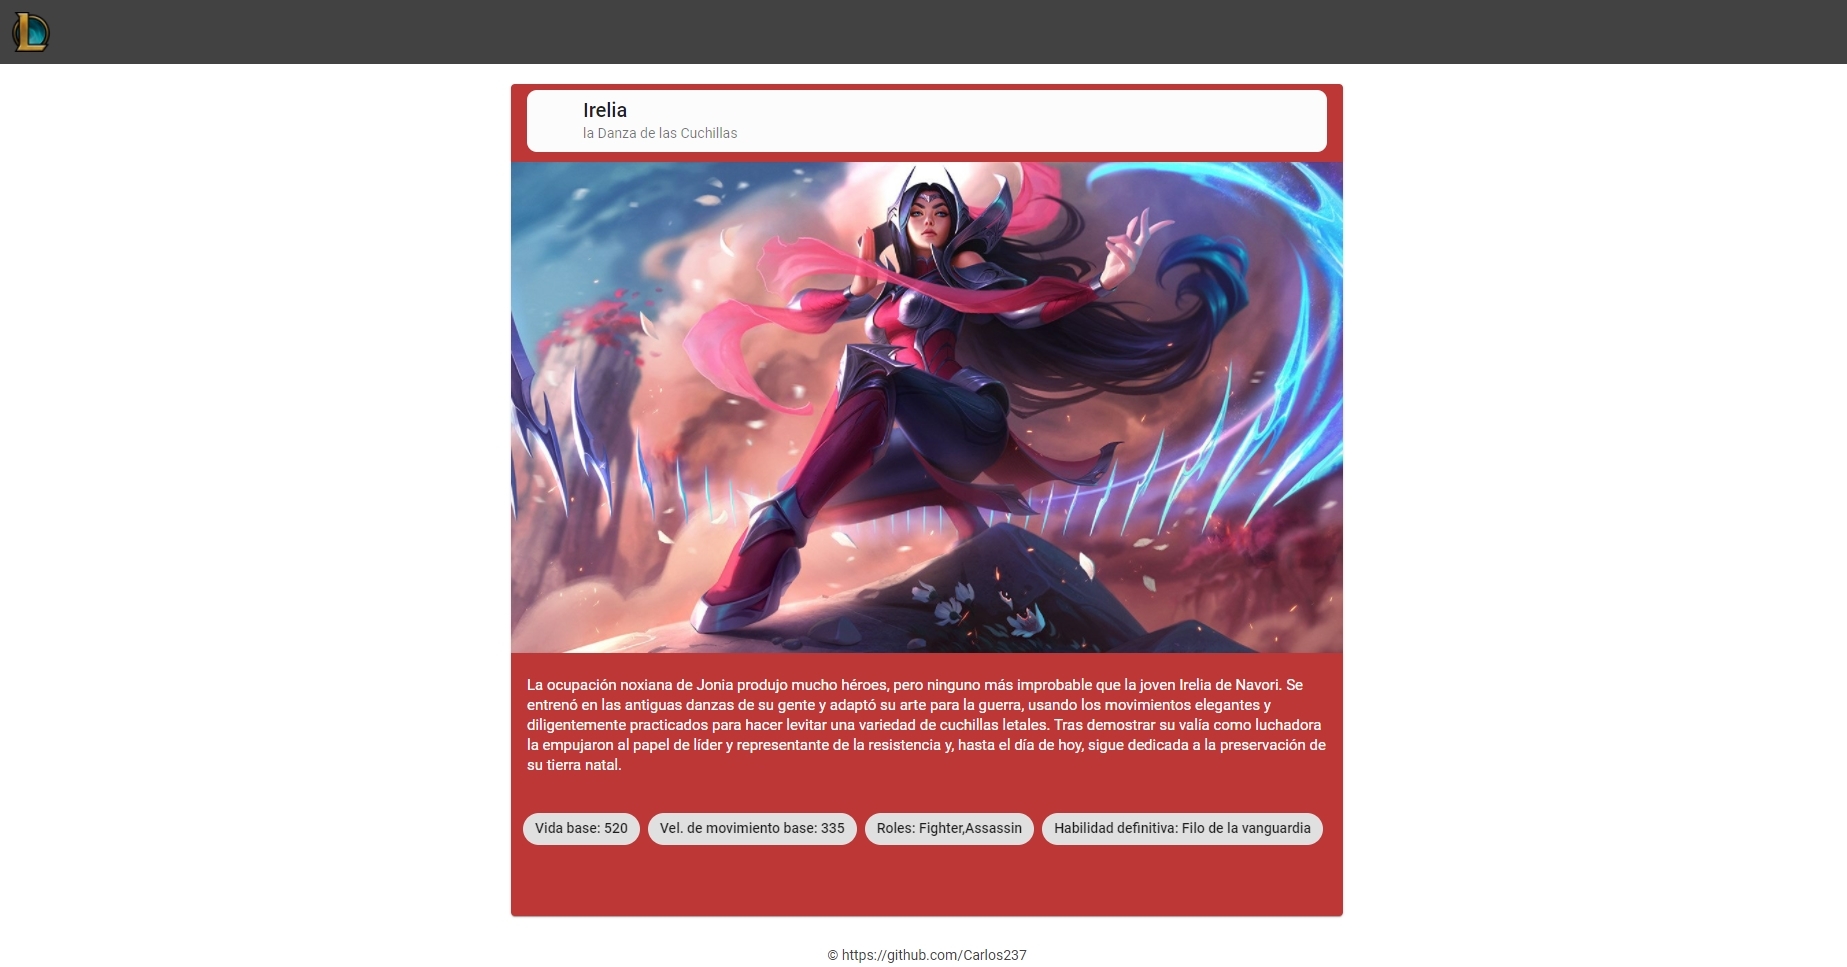 Irelia
la Danza de las Cuchillas
La ocupación noxiana de Jonia produjo mucho héroes, pero ninguno más improbable que la joven Irelia de Navori. Se
entrenó en las antiguas danzas de su gente y adaptó su arte para la guerra, usando los movimientos elegantes y
diligentemente practicados para hacer levitar una variedad de cuchillas letales. Tras demostrar su valía como luchadora
la empujaron al papel de líder y representante de la resistencia y, hasta el día de hoy, sigue dedicada a la preservación de
su tierra natal.
Vida base: 520 Vel. de movimiento base: 335 Roles: Fighter,Assassin Habilidad definitiva: Filo de la vanguardia
© https://github.com/Carlos237